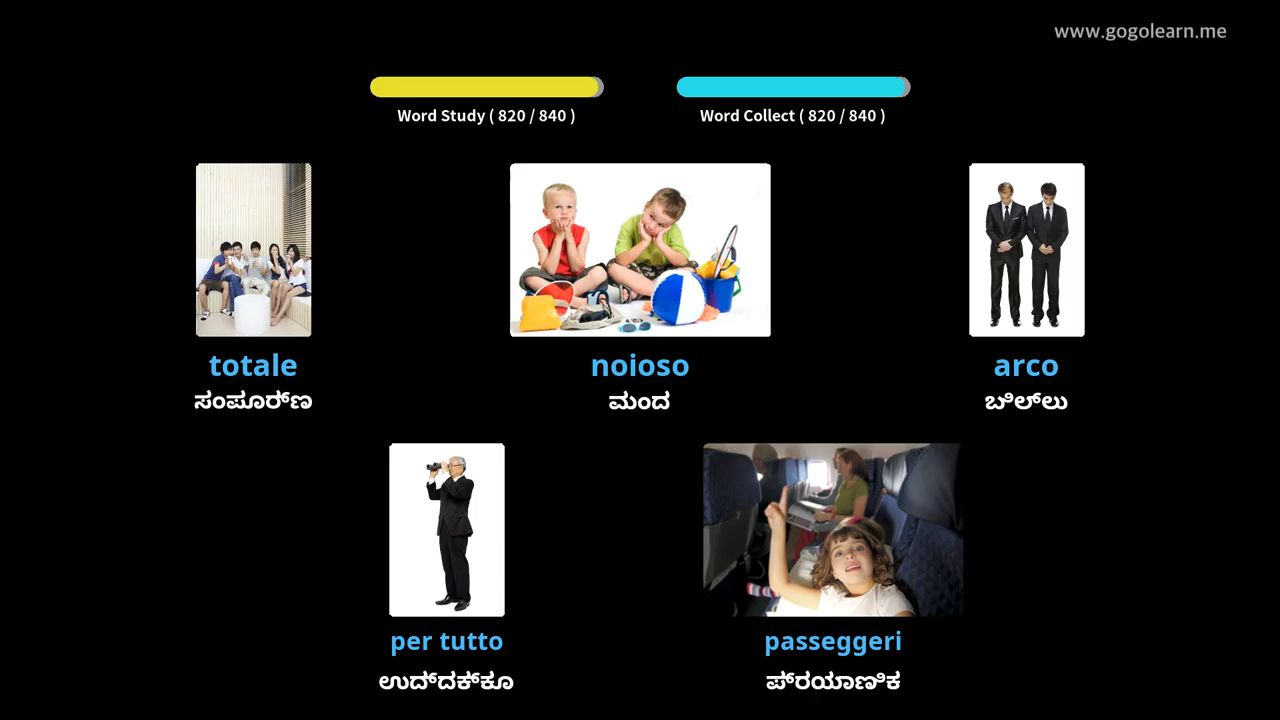 www.gogolearn.me
Word Study ( 820 / 840 )
Word Collect ( 820 / 840 )
totale
noioso
arco
ಸಂಪೂರ್ಣ
ಮಂದ
ಬಿಲ್ಲು
per tutto
passeggeri
ಉದ್ದಕ್ಕೂ
ಪ್ರಯಾಣಿಕ